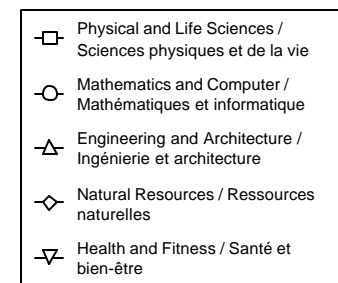 Physical and Life Sciences /
Sciences physiques et de la vie
Mathematics and Computer /
Mathématiques et informatique
Engineering and Architecture /
Ingénierie et architecture
Natural Resources / Ressources
naturelles
Health and Fitness / Santé et
bien-être